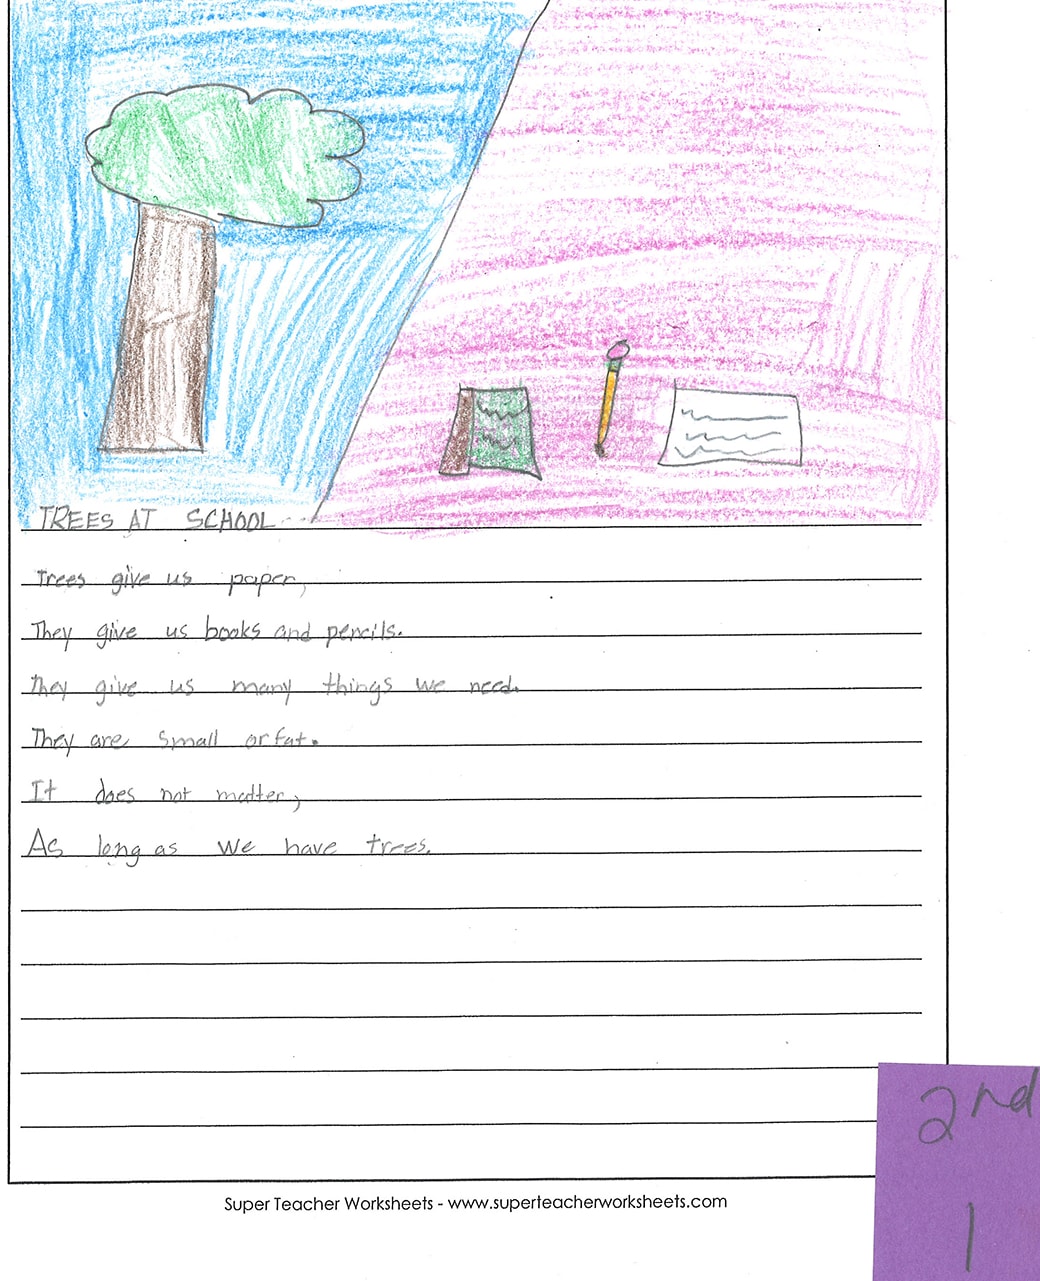 TREES AT SCHOOL
Trees give us paper,
They give us books and pencils.
They give us many things we need.
They are small or fat.
It does not matter,
As long as we have trees.
Super Teacher Worksheets - www.superteacherworksheets.com
2nd
1